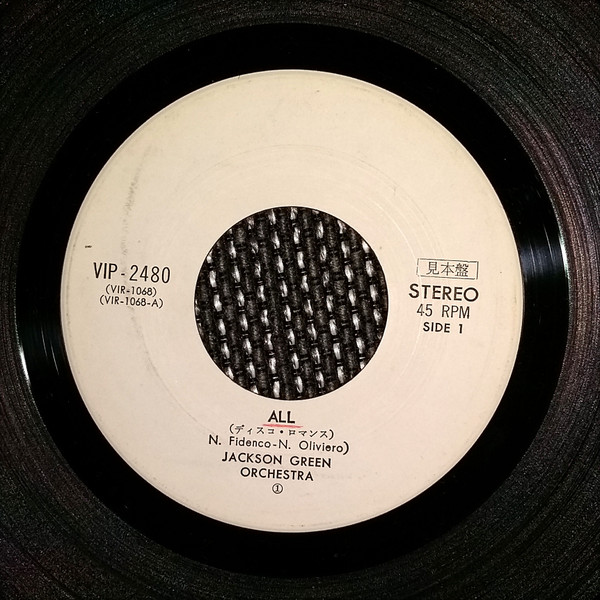 VIP-2480
(VIR-1068)
(VIR-1068-A)
見本盤
STEREO
45 RPM
SIDE 1
ALL
(ディスコ・ロマンス)
N. Fidenco-N. Oliviero)
JACKSON GREEN
ORCHESTRA
①